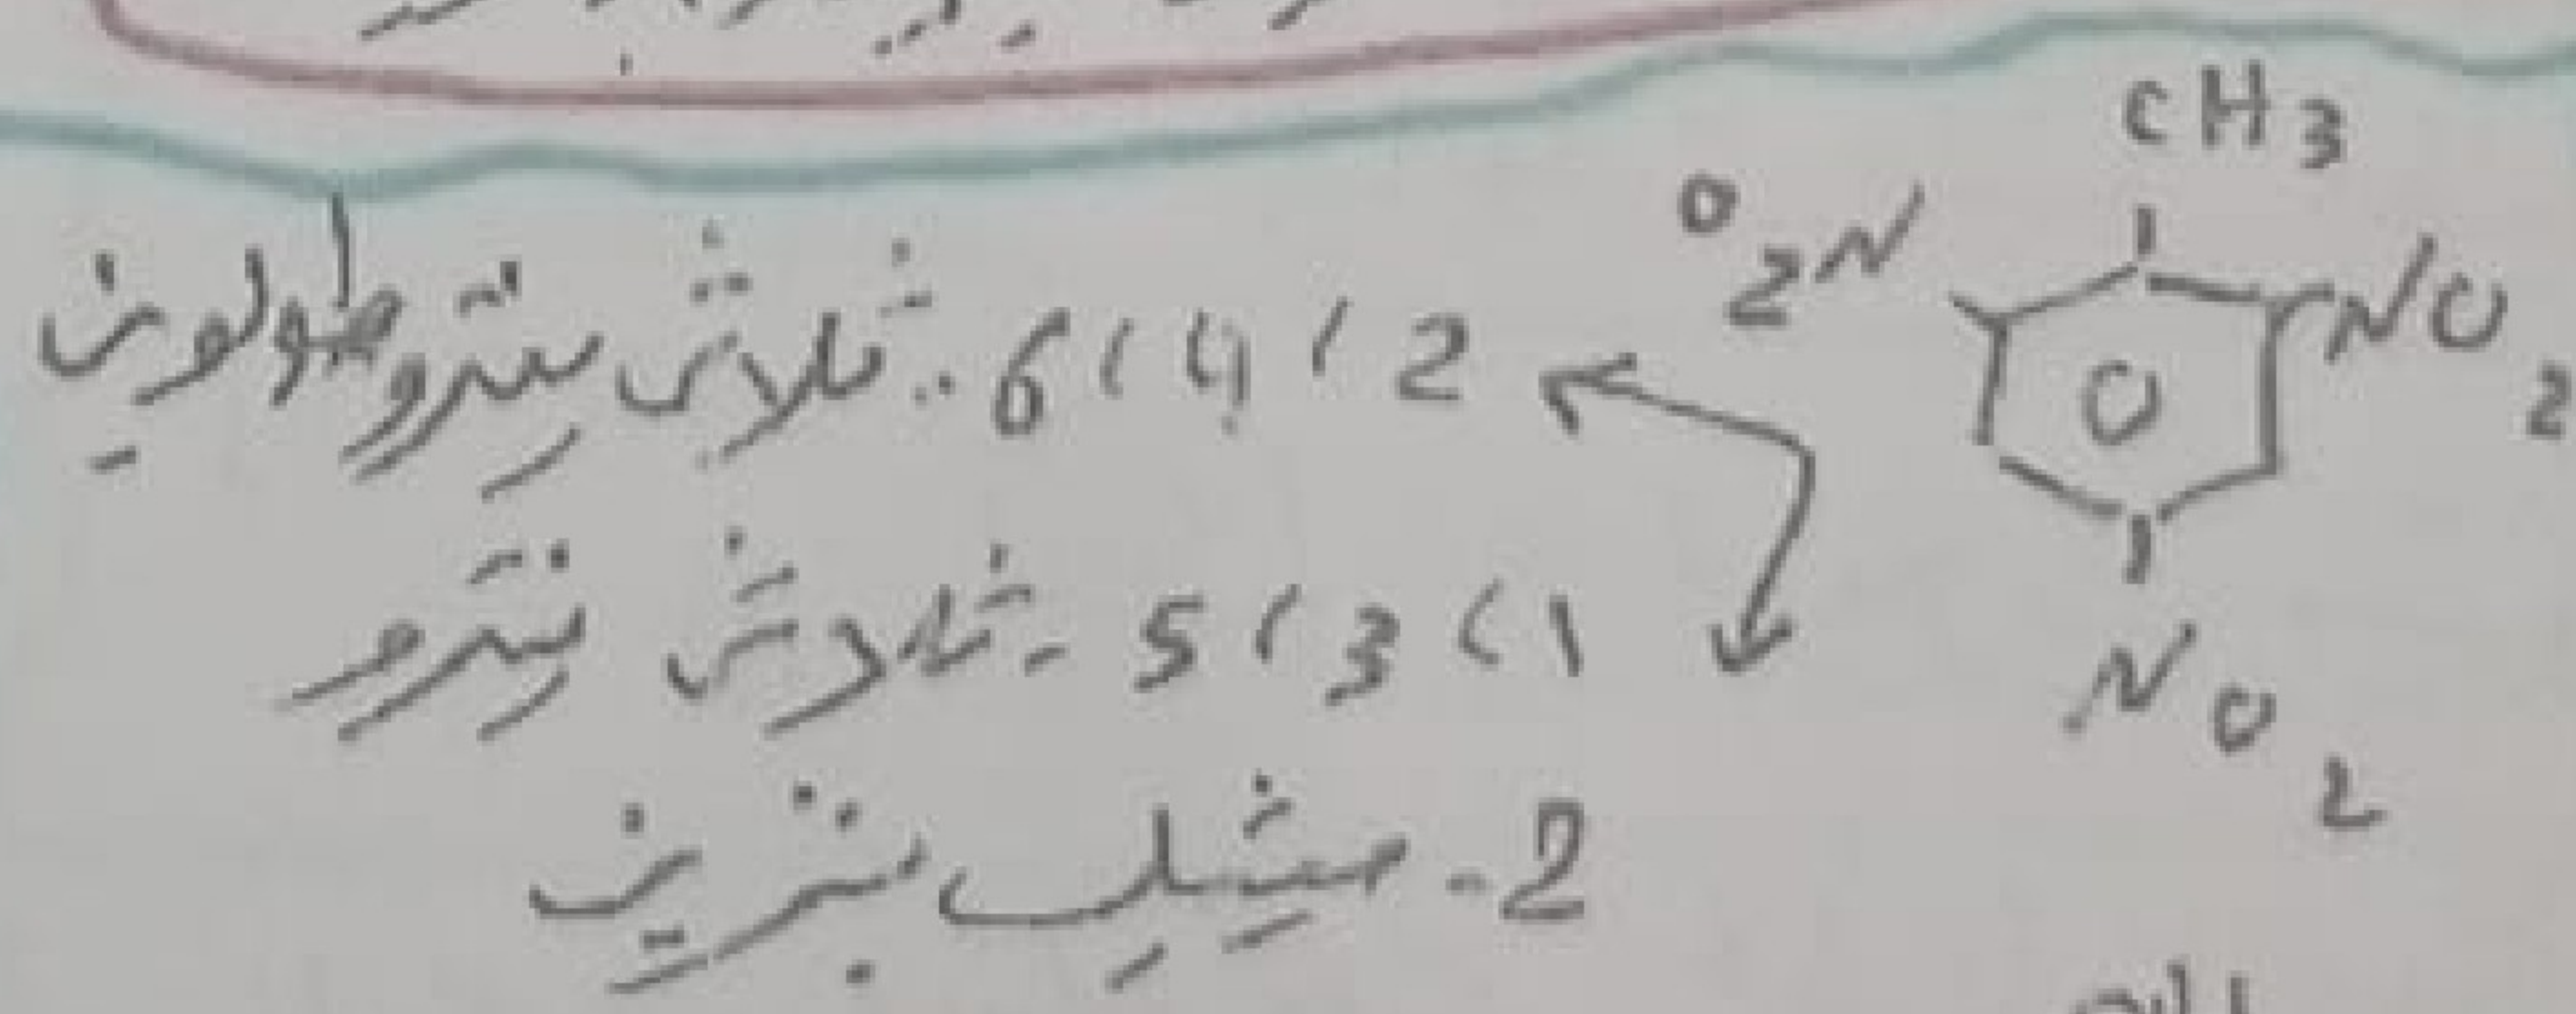 CH3
O2N
NO2
2 ، 4 ، 6 .. ثلاثي نيترو طولوين
1 ، 3 ، 5 - ثلاثي نيترو
NO2
2 - ميثيل بنزين